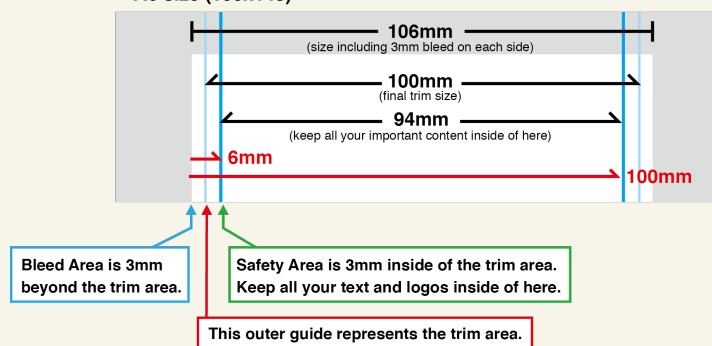 106mm
(size including 3mm bleed on each side)
100mm
(final trim size)
94mm
(keep all your important content inside of here)
6mm
100mm
Bleed Area is 3mm
beyond the trim area.
Safety Area is 3mm inside of the trim area.
Keep all your text and logos inside of here.
This outer guide represents the trim area.